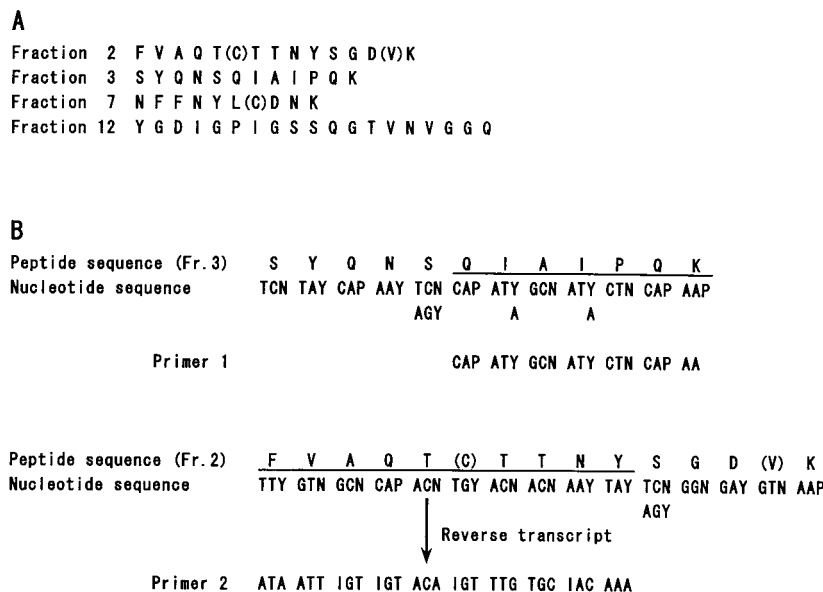 A
Fraction 2 F V A Q T(C)T T N Y S G D(V)K
Fraction 3 S Y Q N S Q I A I P Q K
Fraction 7 N F F N Y L(C)D N K
Fraction 12 Y G D I G P I G S S Q G T V N V G G Q
B
Peptide sequence (Fr.3) S Y Q N S Q I A I P Q K
Nucleotide sequence TCN TAY CAP AAY TCN CAP ATY GCN ATY CTN CAP AAP
AGY A A
Primer 1 CAP ATY GCN ATY CTN CAP AA
Peptide sequence (Fr.2) F V A Q T (C) T T N Y S G D (V) K
Nucleotide sequence TTY GTN GCN CAP ACN TGY ACN ACN AAY TAY TCN GGN GAY GTN AAP
AGY
Reverse transcript
Primer 2 ATA ATT IGT IGT ACA IGT TTG TGC IAC AAA